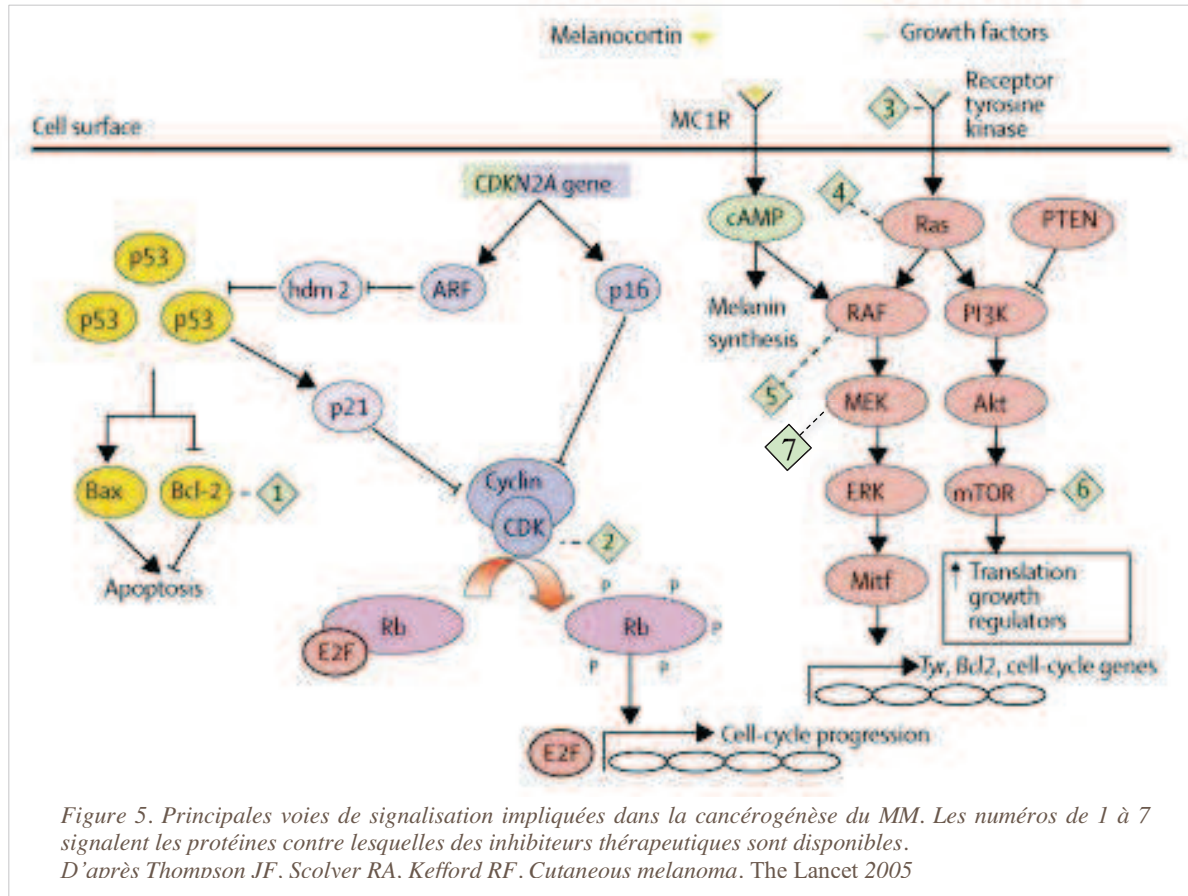 Melanocortin
Growth factors
3
Receptor
tyrosine
kinase
MC1R
Cell surface
CDKN2A gene
4
cAMP
Ras
PTEN
p53
hdm 2
ARF
p16
p53
p53
Melanin
synthesis
RAF
PI3K
p21
5
MEK
Akt
7
Bax
Bcl-2
1
Cyclin
CDK
2
ERK
mTOR
6
Apoptosis
Mitf
Translation
growth
regulators
Rb
E2F
P
P
Rb
P
P
P
Tyr, Bcl2, cell-cycle genes
E2F
Cell-cycle progression
Figure 5. Principales voies de signalisation impliquées dans la cancérogénèse du MM. Les numéros de 1 à 7
signalent les protéines contre lesquelles des inhibiteurs thérapeutiques sont disponibles.
D'après Thompson JF, Scolyer RA, Kefford RF. Cutaneous melanoma. The Lancet 2005